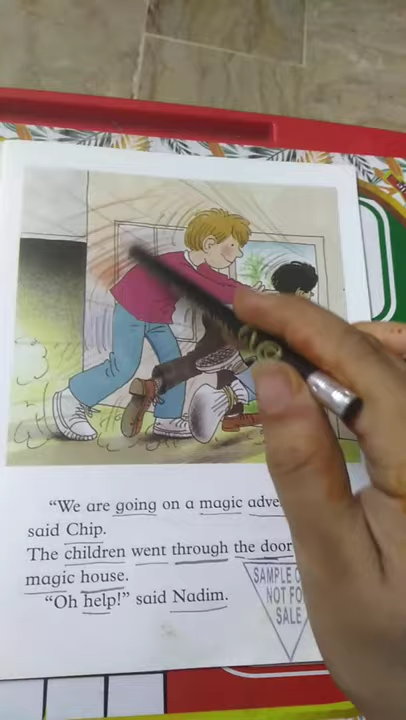 "We are going on a magic adve
said Chip.
The children went through the door
magic house.
"Oh help!" said Nadim.
SAMPLE C
NOT FO
SALE